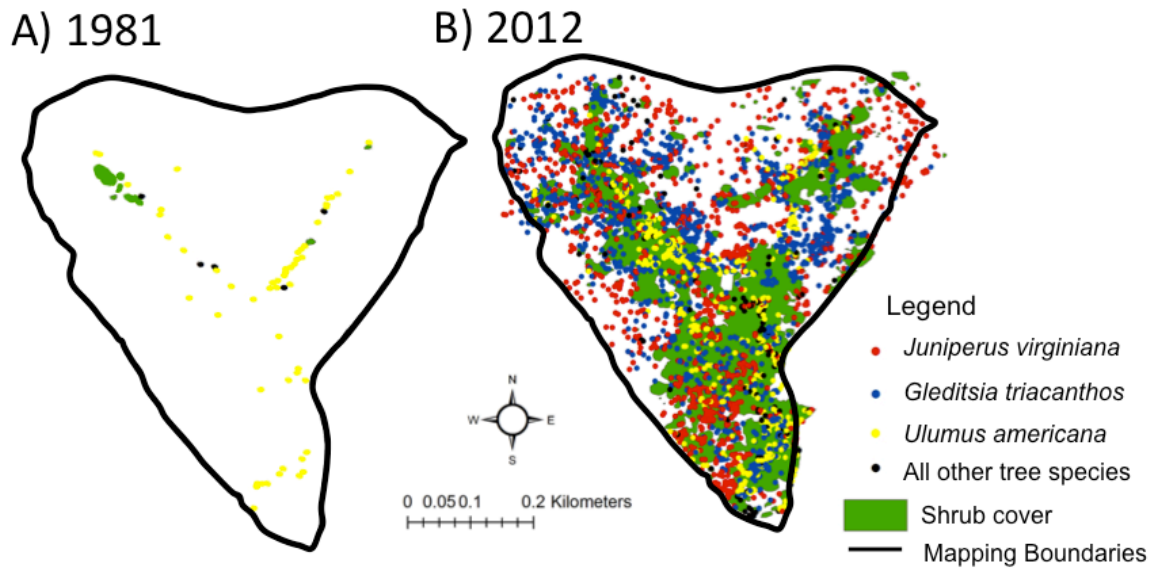 A) 1981
B) 2012
N
W E
S
0 0.05 0.1 0.2 Kilometers
Legend
Juniperus virginiana
Gleditsia triacanthos
Ulumus americana
All other tree species
Shrub cover
Mapping Boundaries